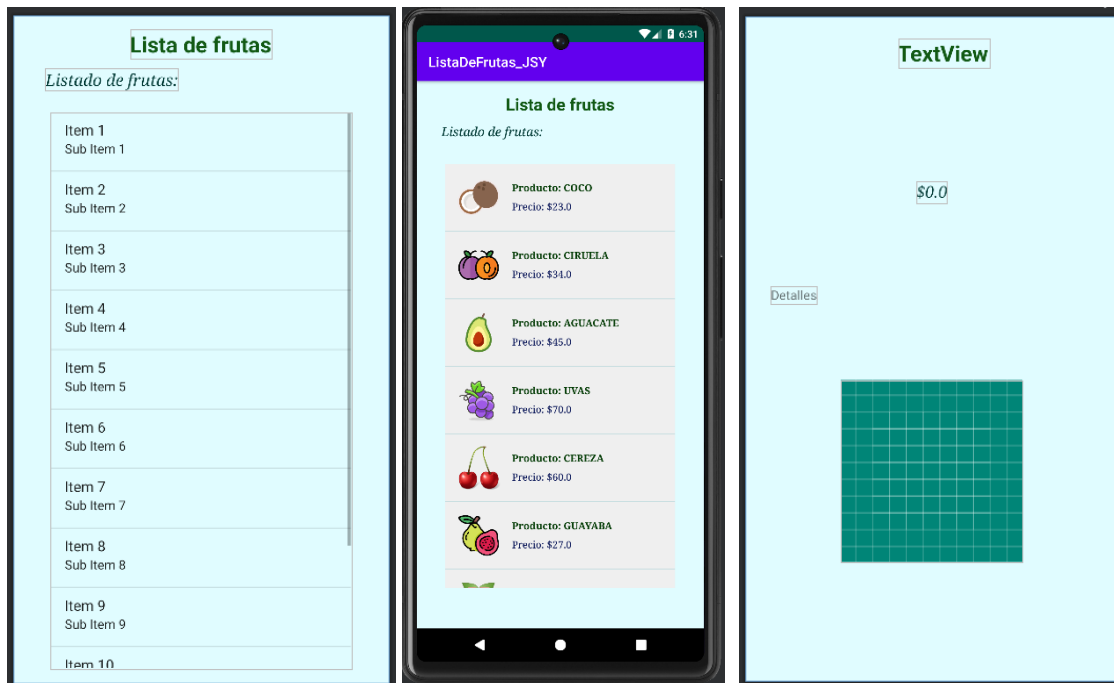 Lista de frutas
Listado de frutas:
Item 1
Sub Item 1
Item 2
Sub Item 2
Item 3
Sub Item 3
Item 4
Sub Item 4
Item 5
Sub Item 5
Item 6
Sub Item 6
Item 7
Sub Item 7
Item 8
Sub Item 8
Item 9
Sub Item 9
Item 10
6:31
ListaDeFrutas_JSY
Lista de frutas
Listado de frutas:
Producto: COCO
Precio: $23.0
Producto: CIRUELA
Precio: $34.0
Producto: AGUACATE
Precio: $45.0
Producto: UVAS
Precio: $70.0
Producto: CEREZA
Precio: $60.0
Producto: GUAYABA
Precio: $27.0
TextView
$0.0
Detalles